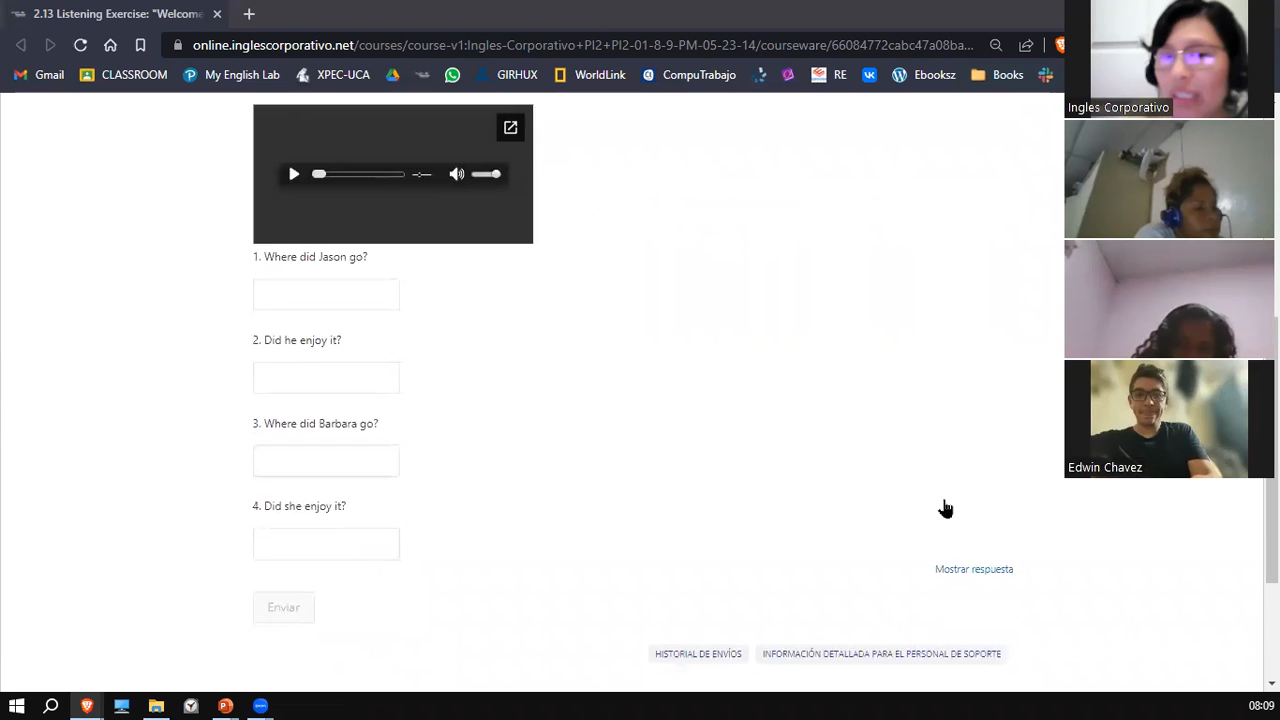 2.13 Listening Exercise: "Welcome
online.inglescorporativo.net/courses/course-v1:Ingles-Corporativo+PI2+PI2-01-8-9-PM-05-23-14/courseware/66084772cabc47a08ba...
Gmail CLASSROOM My English Lab XPEC-UCA GIRHUX WorldLink CompuTrabajo RE Ebooksz Books
Ingles Corporativo
1. Where did Jason go?
2. Did he enjoy it?
3. Where did Barbara go?
4. Did she enjoy it?
Edwin Chavez
Mostrar respuesta
Enviar
HISTORIAL DE ENVÍOS INFORMACIÓN DETALLADA PARA EL PERSONAL DE SOPORTE
08:09